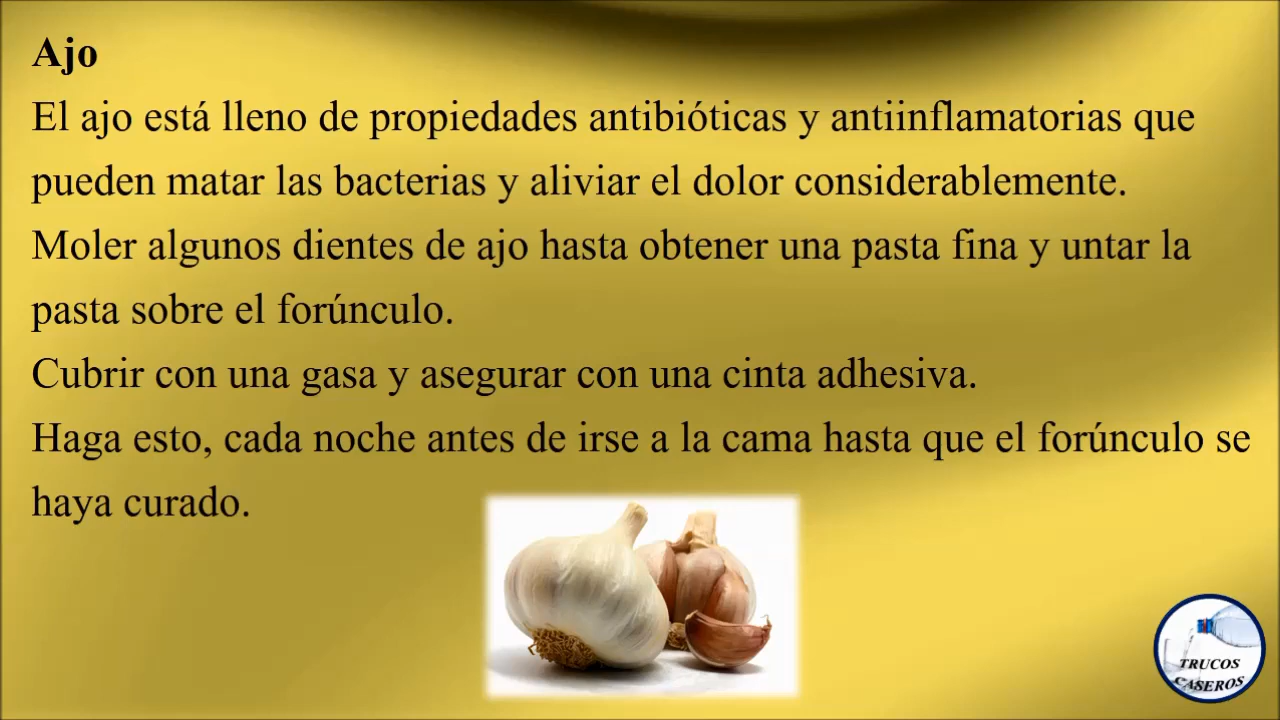 Ajo
El ajo está lleno de propiedades antibióticas y antiinflamatorias que
pueden matar las bacterias y aliviar el dolor considerablemente.
Moler algunos dientes de ajo hasta obtener una pasta fina y untar la
pasta sobre el forúnculo.
Cubrir con una gasa y asegurar con una cinta adhesiva.
Haga esto, cada noche antes de irse a la cama hasta que el forúnculo se
haya curado.
TRUCOS
CASEROS